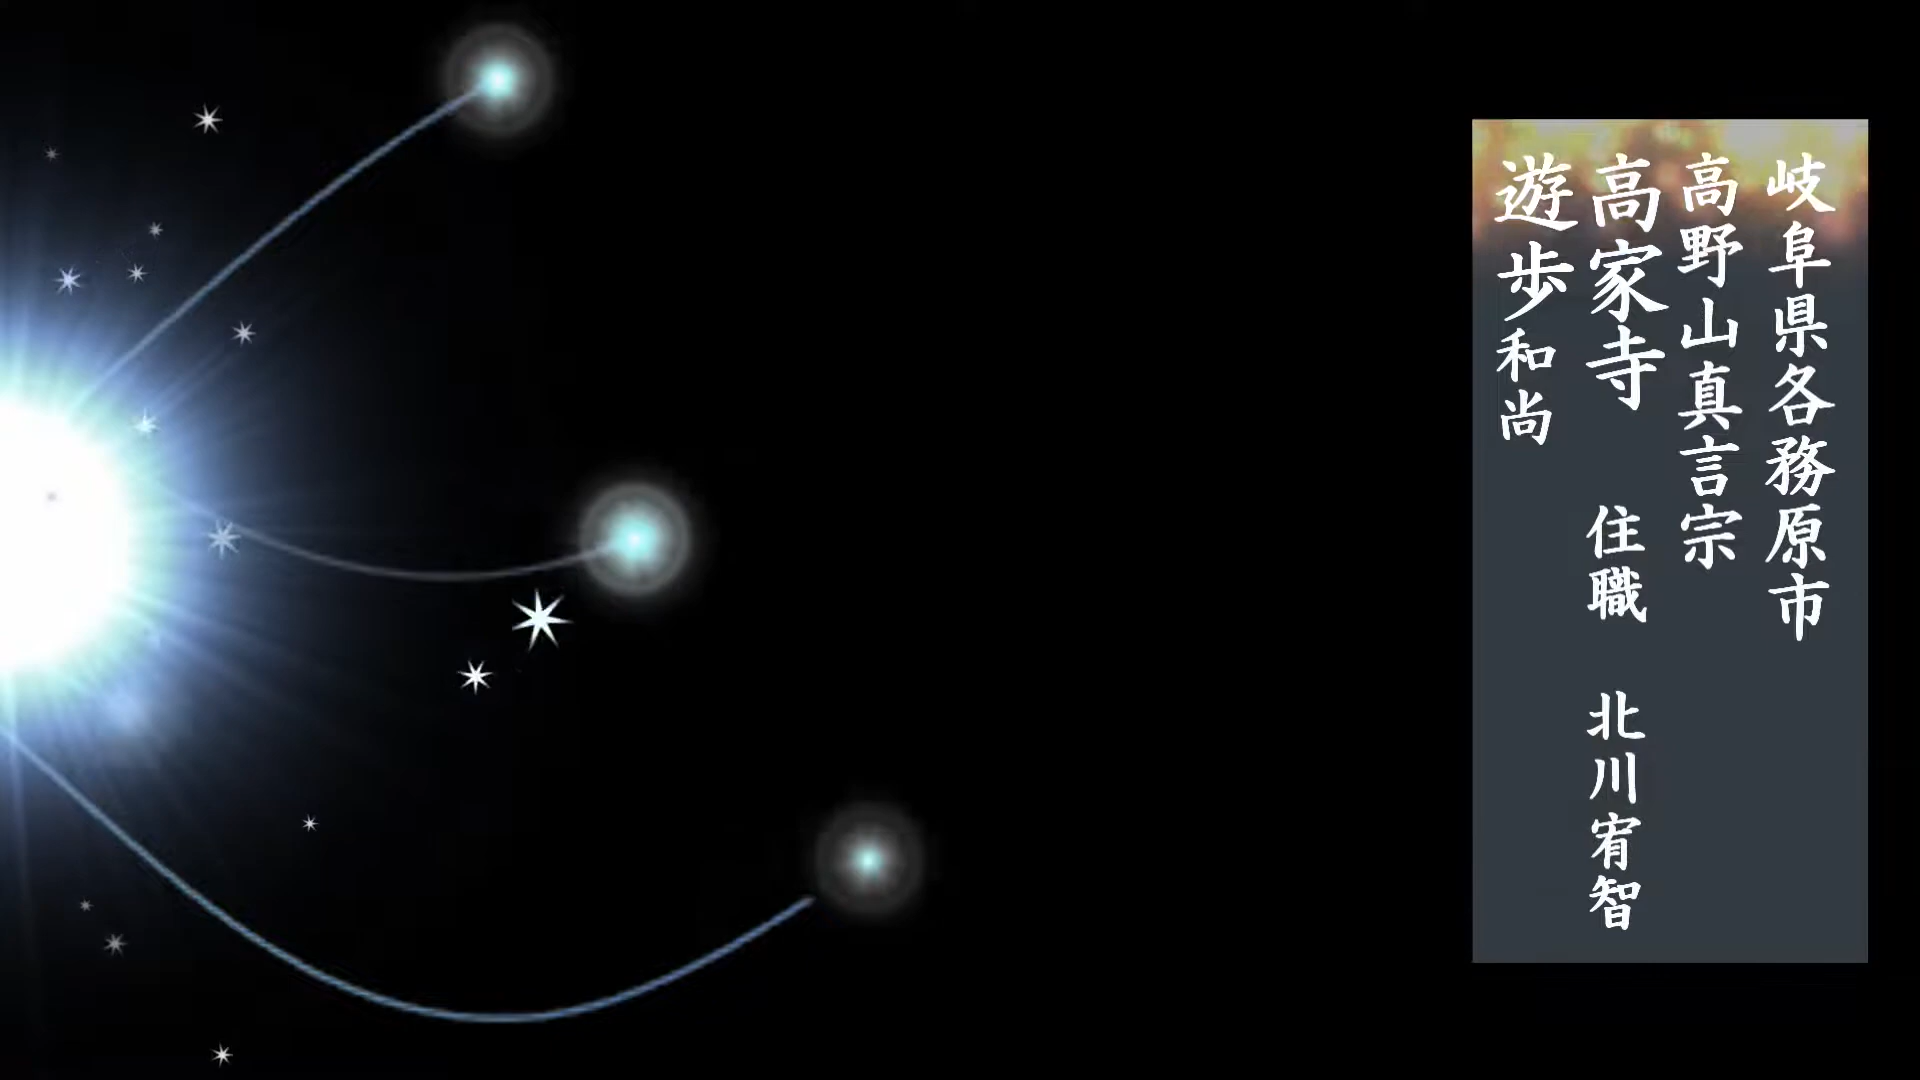 岐阜県各務原市
高野山真言宗
高家寺　住職　北川宥智
遊歩和尚